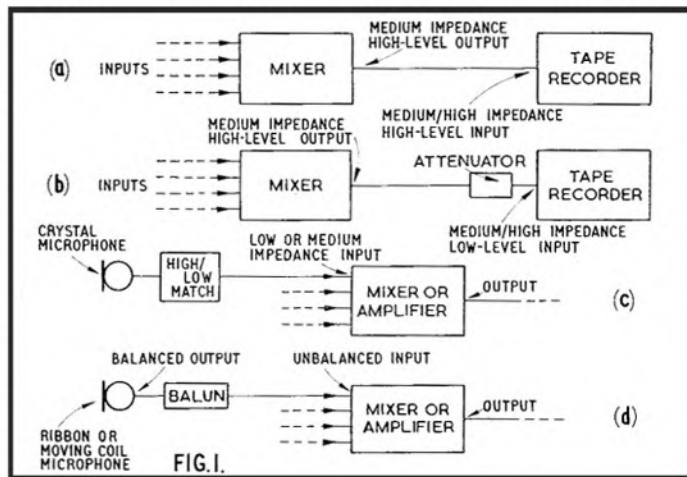 MEDIUM IMPEDANCE
HIGH-LEVEL OUTPUT
(a)
INPUTS
MIXER
TAPE
RECORDER
MEDIUM/HIGH IMPEDANCE
HIGH-LEVEL INPUT
MEDIUM IMPEDANCE
HIGH-LEVEL OUTPUT
(b)
INPUTS
MIXER
ATTENUATOR
TAPE
RECORDER
MEDIUM/HIGH IMPEDANCE
LOW-LEVEL INPUT
CRYSTAL
MICROPHONE
HIGH/
LOW
MATCH
LOW OR MEDIUM
IMPEDANCE INPUT
MIXER OR
AMPLIFIER
OUTPUT
(c)
BALANCED OUTPUT
BALUN
UNBALANCED INPUT
MIXER OR
AMPLIFIER
OUTPUT
(d)
RIBBON OR
MOVING COIL
MICROPHONE
FIG.1.